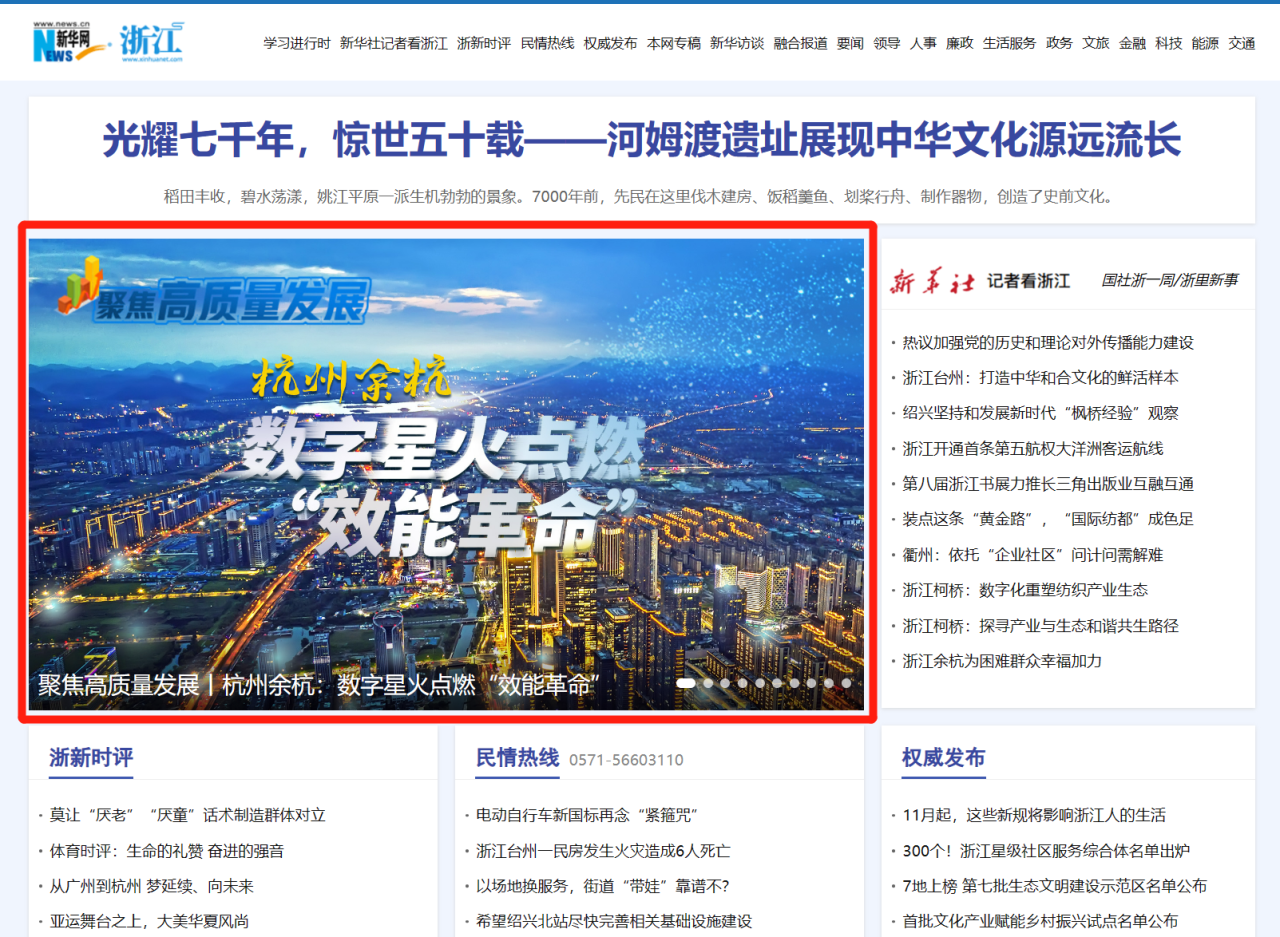 www.news.cn
新华网
NEWS
浙江
www.xinhuanet.com
学习进行时 新华社记者看浙江 浙新时评 民情热线 权威发布 本网专稿 新华访谈 融合报道 要闻 领导 人事 廉政 生活服务 政务 文旅 金融 科技 能源 交通
光耀七千年，惊世五十载——河姆渡遗址展现中华文化源远流长
稻田丰收，碧水荡漾，姚江平原一派生机勃勃的景象。7000年前，先民在这里伐木建房、饭稻羹鱼、划桨行舟、制作器物，创造了史前文化。
聚焦高质量发展
杭州余杭
数字星火点燃
“效能革命”
聚焦高质量发展｜杭州余杭：数字星火点燃“效能革命”
新华社 记者看浙江 国社浙一周/浙里新事
· 热议加强党的历史和理论对外传播能力建设
· 浙江台州：打造中华和合文化的鲜活样本
· 绍兴坚持和发展新时代“枫桥经验”观察
· 浙江开通首条第五航权大洋洲客运航线
· 第八届浙江书展力推长三角出版业互融互通
· 装点这条“黄金路”，“国际纺都”成色足
· 衢州：依托“企业社区”问计问需解难
· 浙江柯桥：数字化重塑纺织产业生态
· 浙江柯桥：探寻产业与生态和谐共生路径
· 浙江余杭为困难群众幸福加力
浙新时评
· 莫让“厌老”“厌童”话术制造群体对立
· 体育时评：生命的礼赞 奋进的强音
· 从广州到杭州 梦延续、向未来
· 亚运舞台之上，大美华夏风尚
民情热线 0571-56603110
· 电动自行车新国标再念“紧箍咒”
· 浙江台州一民房发生火灾造成6人死亡
· 以场地换服务，街道“带娃”靠谱不?
· 希望绍兴北站尽快完善相关基础设施建设
权威发布
· 11月起，这些新规将影响浙江人的生活
· 300个！浙江星级社区服务综合体名单出炉
· 7地上榜 第七批生态文明建设示范区名单公布
· 首批文化产业赋能乡村振兴试点名单公布